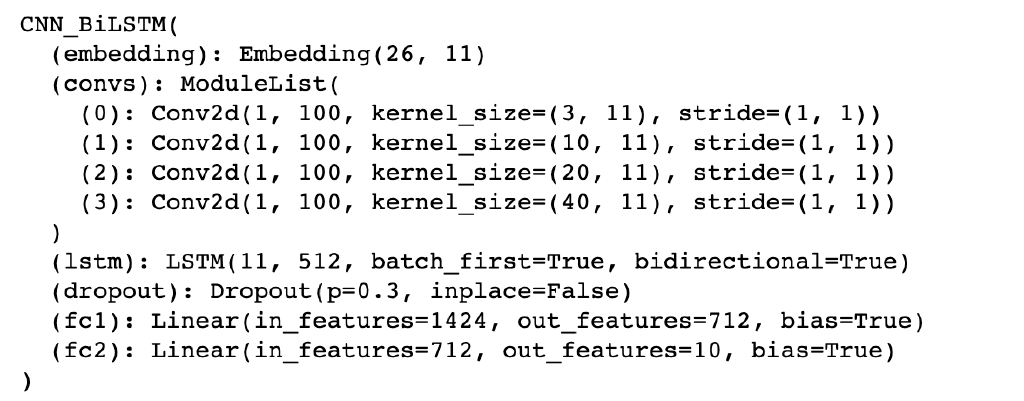 CNN_BiLSTM(
  (embedding): Embedding(26, 11)
  (convs): ModuleList(
    (0): Conv2d(1, 100, kernel_size=(3, 11), stride=(1, 1))
    (1): Conv2d(1, 100, kernel_size=(10, 11), stride=(1, 1))
    (2): Conv2d(1, 100, kernel_size=(20, 11), stride=(1, 1))
    (3): Conv2d(1, 100, kernel_size=(40, 11), stride=(1, 1))
  )
  (lstm): LSTM(11, 512, batch_first=True, bidirectional=True)
  (dropout): Dropout(p=0.3, inplace=False)
  (fc1): Linear(in_features=1424, out_features=712, bias=True)
  (fc2): Linear(in_features=712, out_features=10, bias=True)
)